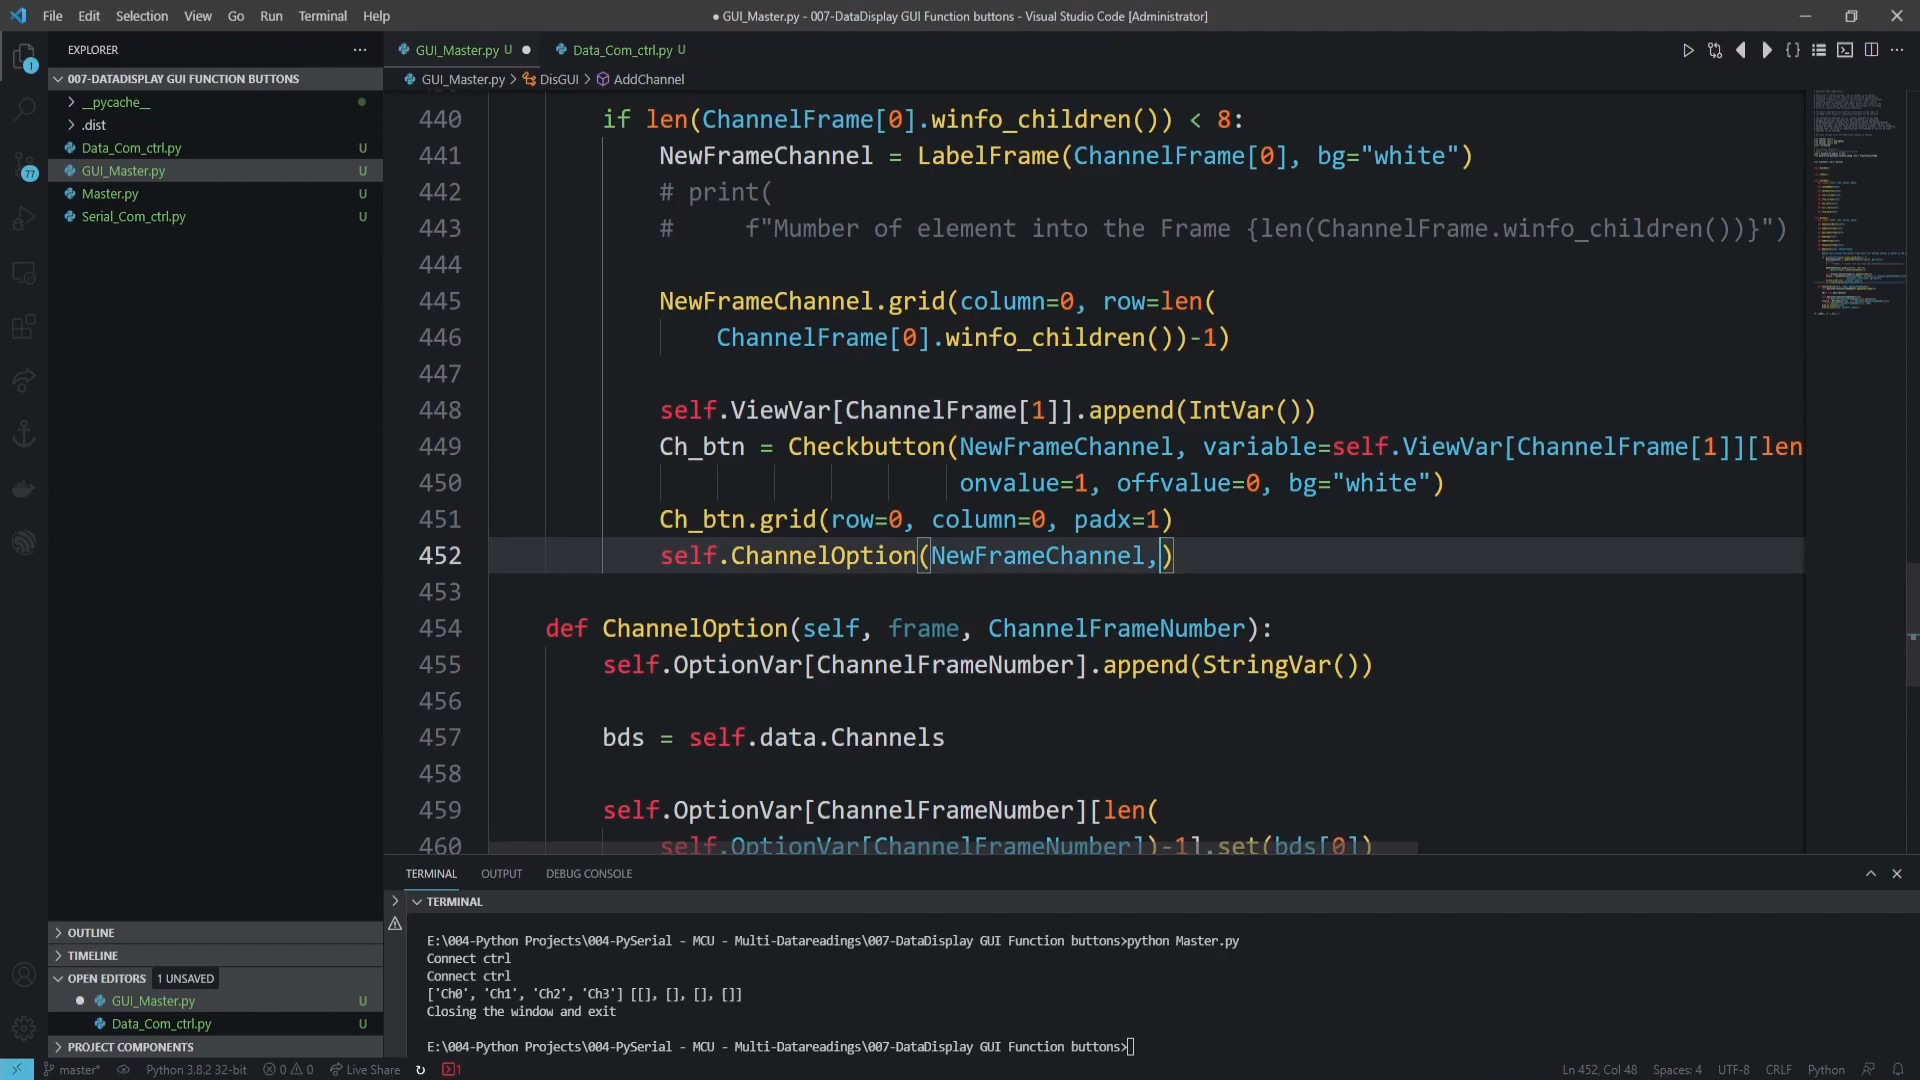 File Edit Selection View Go Run Terminal Help
● GUI_Master.py - 007-DataDisplay GUI Function buttons - Visual Studio Code [Administrator]
EXPLORER
GUI_Master.py U
Data_Com_ctrl.py U
007-DATADISPLAY GUI FUNCTION BUTTONS
GUI_Master.py > DisGUI > AddChannel
__pycache__
.dist
Data_Com_ctrl.py U
GUI_Master.py U
Master.py U
Serial_Com_ctrl.py U
1
77
440 if len(ChannelFrame[0].winfo_children()) < 8:
441 NewFrameChannel = LabelFrame(ChannelFrame[0], bg="white")
442 # print(
443 # f"Mumber of element into the Frame {len(ChannelFrame.winfo_children())}")
444
445 NewFrameChannel.grid(column=0, row=len(
446 ChannelFrame[0].winfo_children())-1)
447
448 self.ViewVar[ChannelFrame[1]].append(IntVar())
449 Ch_btn = Checkbutton(NewFrameChannel, variable=self.ViewVar[ChannelFrame[1]][len
450 onvalue=1, offvalue=0, bg="white")
451 Ch_btn.grid(row=0, column=0, padx=1)
452 self.ChannelOption(NewFrameChannel,)
453
454 def ChannelOption(self, frame, ChannelFrameNumber):
455 self.OptionVar[ChannelFrameNumber].append(StringVar())
456
457 bds = self.data.Channels
458
459 self.OptionVar[ChannelFrameNumber][len(
460 self.OptionVar[ChannelFrameNumber])-1].set(bds[0])
TERMINAL OUTPUT DEBUG CONSOLE
TERMINAL
E:\004-Python Projects\004-PySerial - MCU - Multi-Datareadings\007-DataDisplay GUI Function buttons>python Master.py
Connect ctrl
Connect ctrl
['Ch0', 'Ch1', 'Ch2', 'Ch3'] [[], [], [], []]
Closing the window and exit
E:\004-Python Projects\004-PySerial - MCU - Multi-Datareadings\007-DataDisplay GUI Function buttons>
OUTLINE
TIMELINE
OPEN EDITORS 1 UNSAVED
GUI_Master.py U
Data_Com_ctrl.py U
PROJECT COMPONENTS
master* Python 3.8.2 32-bit 0 0 Live Share 1 Ln 452, Col 48 Spaces: 4 UTF-8 CRLF Python